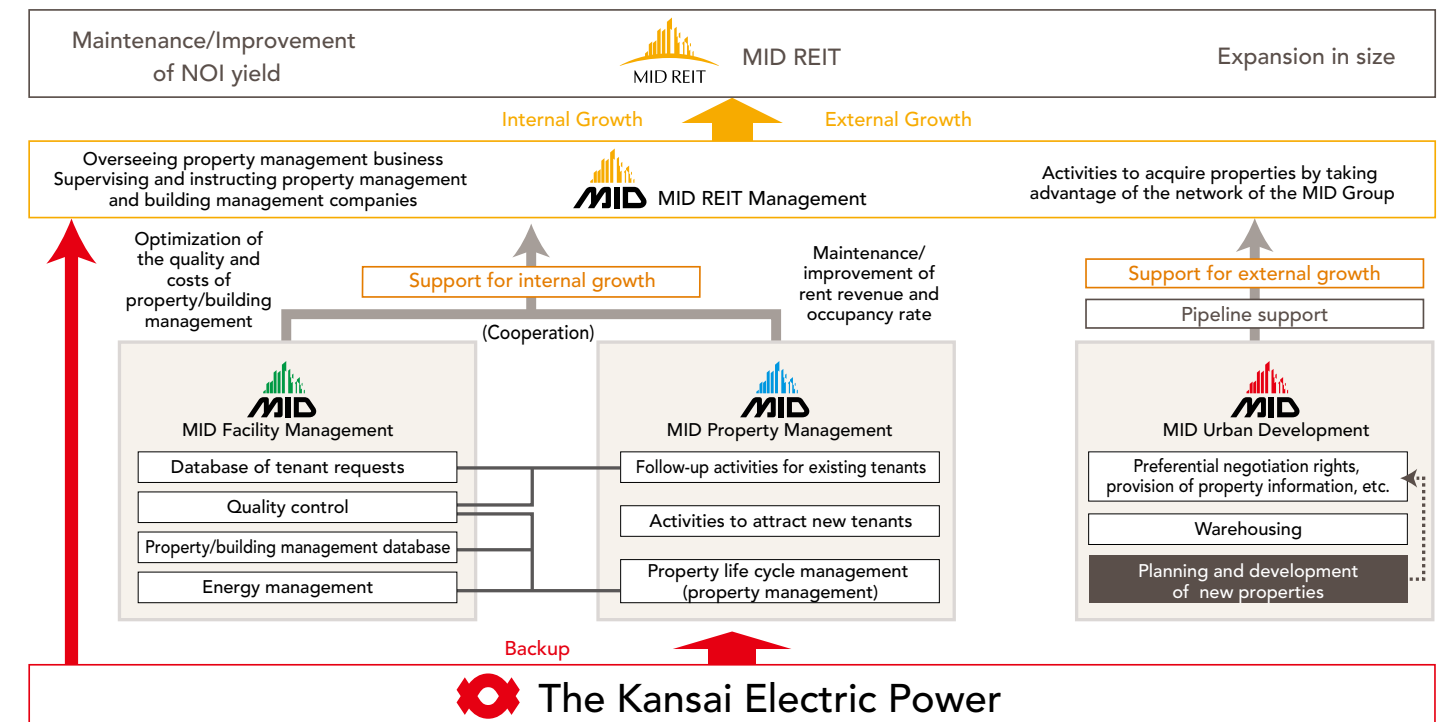 Maintenance/Improvement
of NOI yield
MID REIT
MID REIT
Expansion in size
Internal Growth
External Growth
Overseeing property management business
Supervising and instructing property management
and building management companies
MID
MID REIT Management
Activities to acquire properties by taking
advantage of the network of the MID Group
Optimization of
the quality and
costs of
property/building
management
Support for internal growth
(Cooperation)
Maintenance/
improvement of
rent revenue and
occupancy rate
Support for external growth
Pipeline support
MID
MID Facility Management
Database of tenant requests
Quality control
Property/building management database
Energy management
MID
MID Property Management
Follow-up activities for existing tenants
Activities to attract new tenants
Property life cycle management
(property management)
MID
MID Urban Development
Preferential negotiation rights,
provision of property information, etc.
Warehousing
Planning and development
of new properties
Backup
The Kansai Electric Power